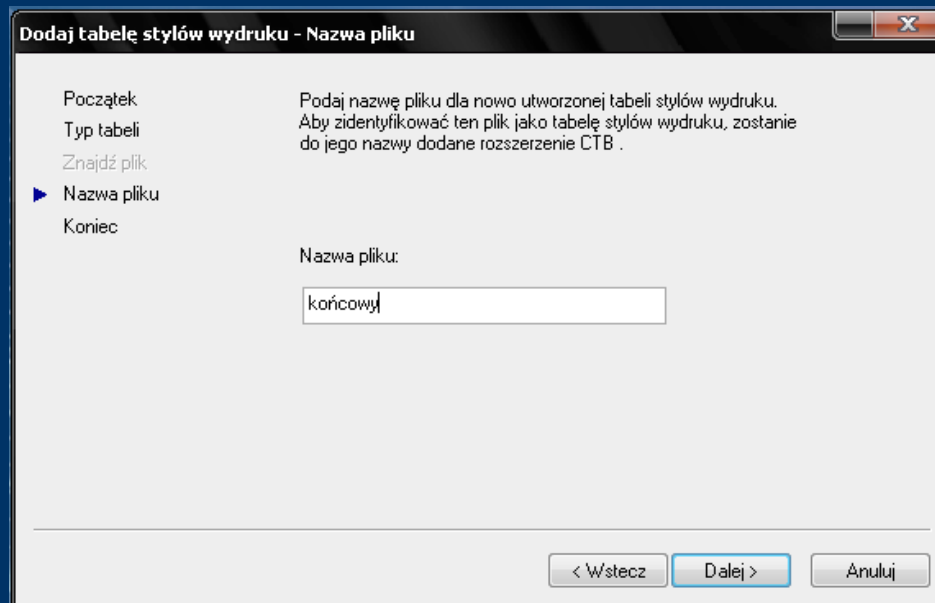 Dodaj tabelę stylów wydruku - Nazwa pliku
Początek
Typ tabeli
Znajdź plik
Nazwa pliku
Koniec
Podaj nazwę pliku dla nowo utworzonej tabeli stylów wydruku.
Aby zidentyfikować ten plik jako tabelę stylów wydruku, zostanie
do jego nazwy dodane rozszerzenie CTB .
Nazwa pliku:
końcowy
< Wstecz
Dalej >
Anuluj